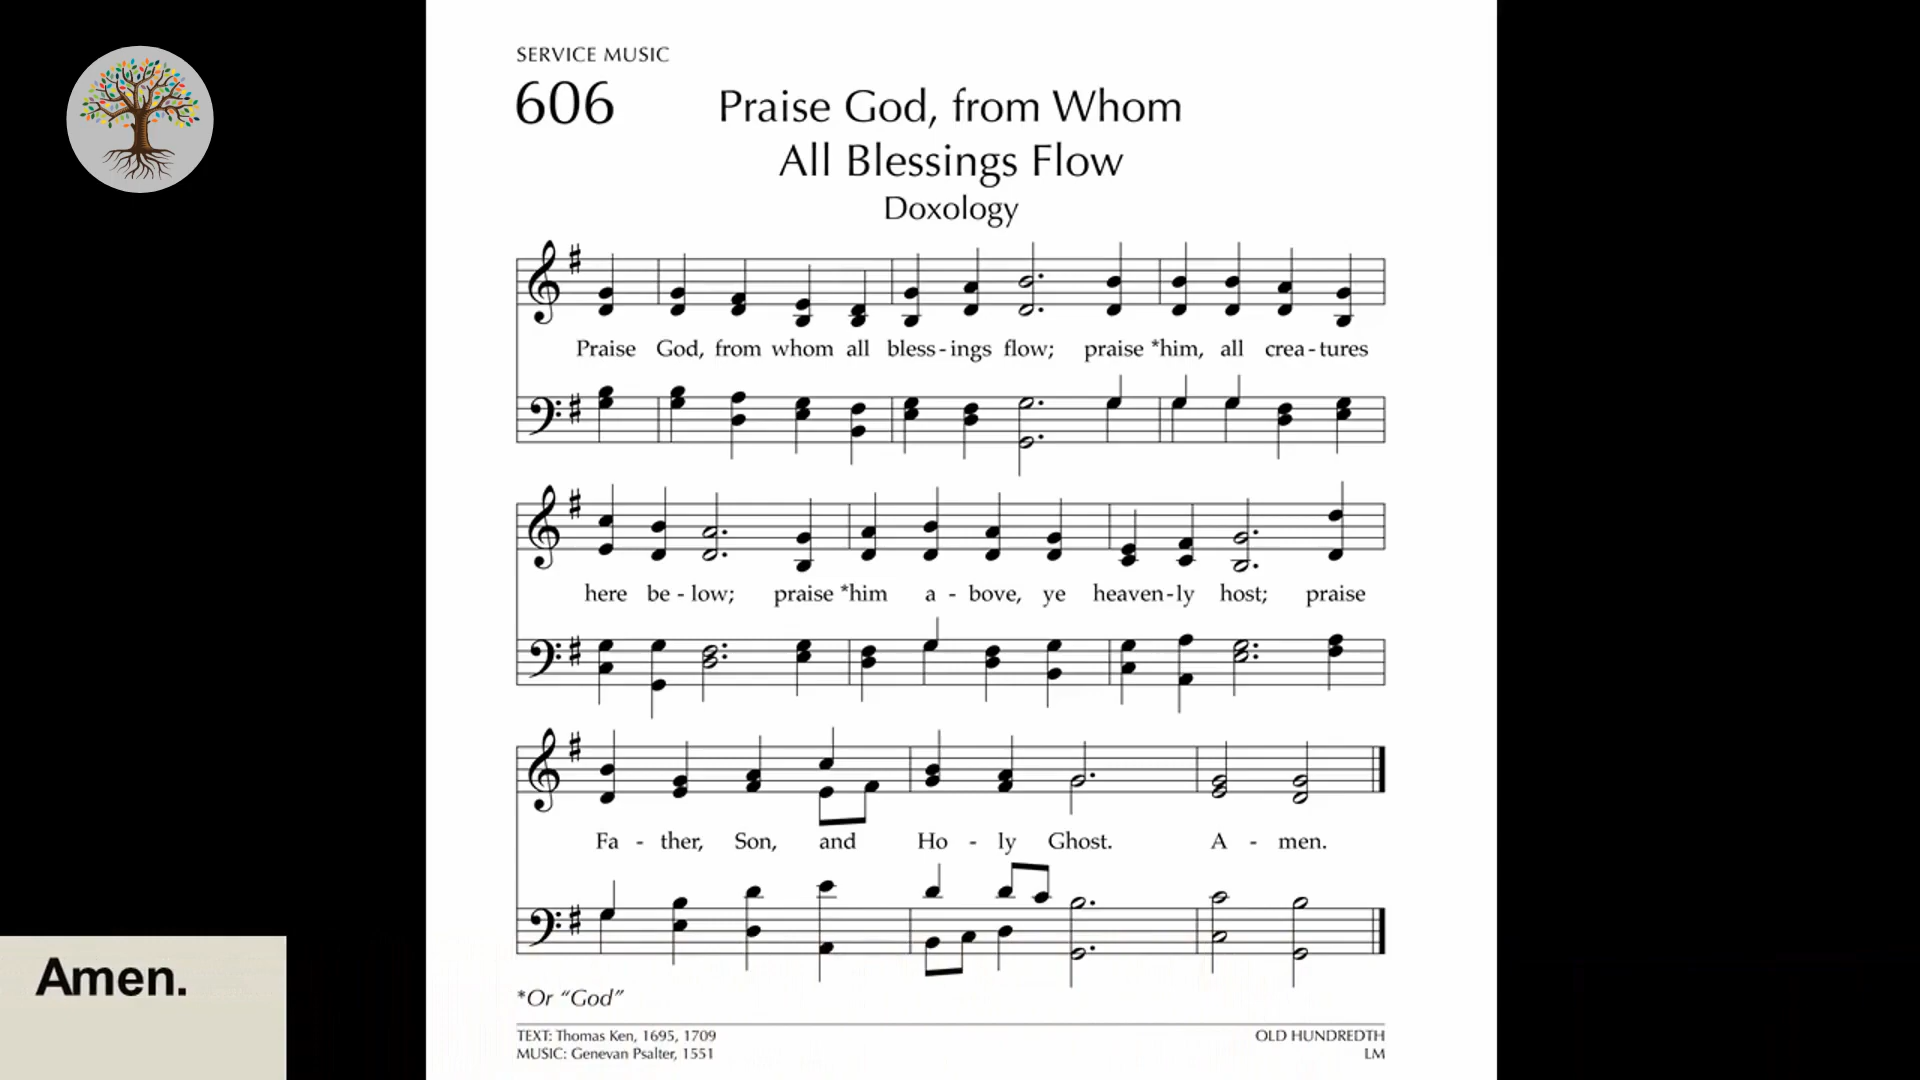 SERVICE MUSIC
606
Praise God, from Whom
All Blessings Flow
Doxology
Praise God, from whom all bless - ings flow; praise *him, all crea - tures
here be - low; praise *him a - bove, ye heaven - ly host; praise
Fa - ther, Son, and Ho - ly Ghost. A - men.
Amen.
*Or “God”
TEXT: Thomas Ken, 1695, 1709
MUSIC: Genevan Psalter, 1551
OLD HUNDREDTH
LM